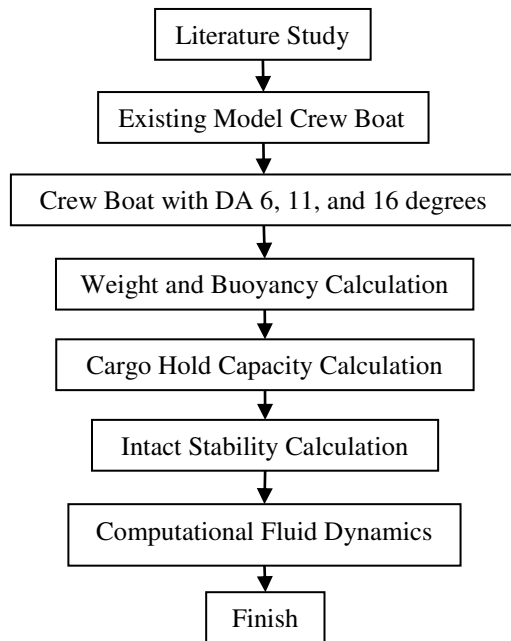 Literature Study
Existing Model Crew Boat
Crew Boat with DA 6, 11, and 16 degrees
Weight and Buoyancy Calculation
Cargo Hold Capacity Calculation
Intact Stability Calculation
Computational Fluid Dynamics
Finish